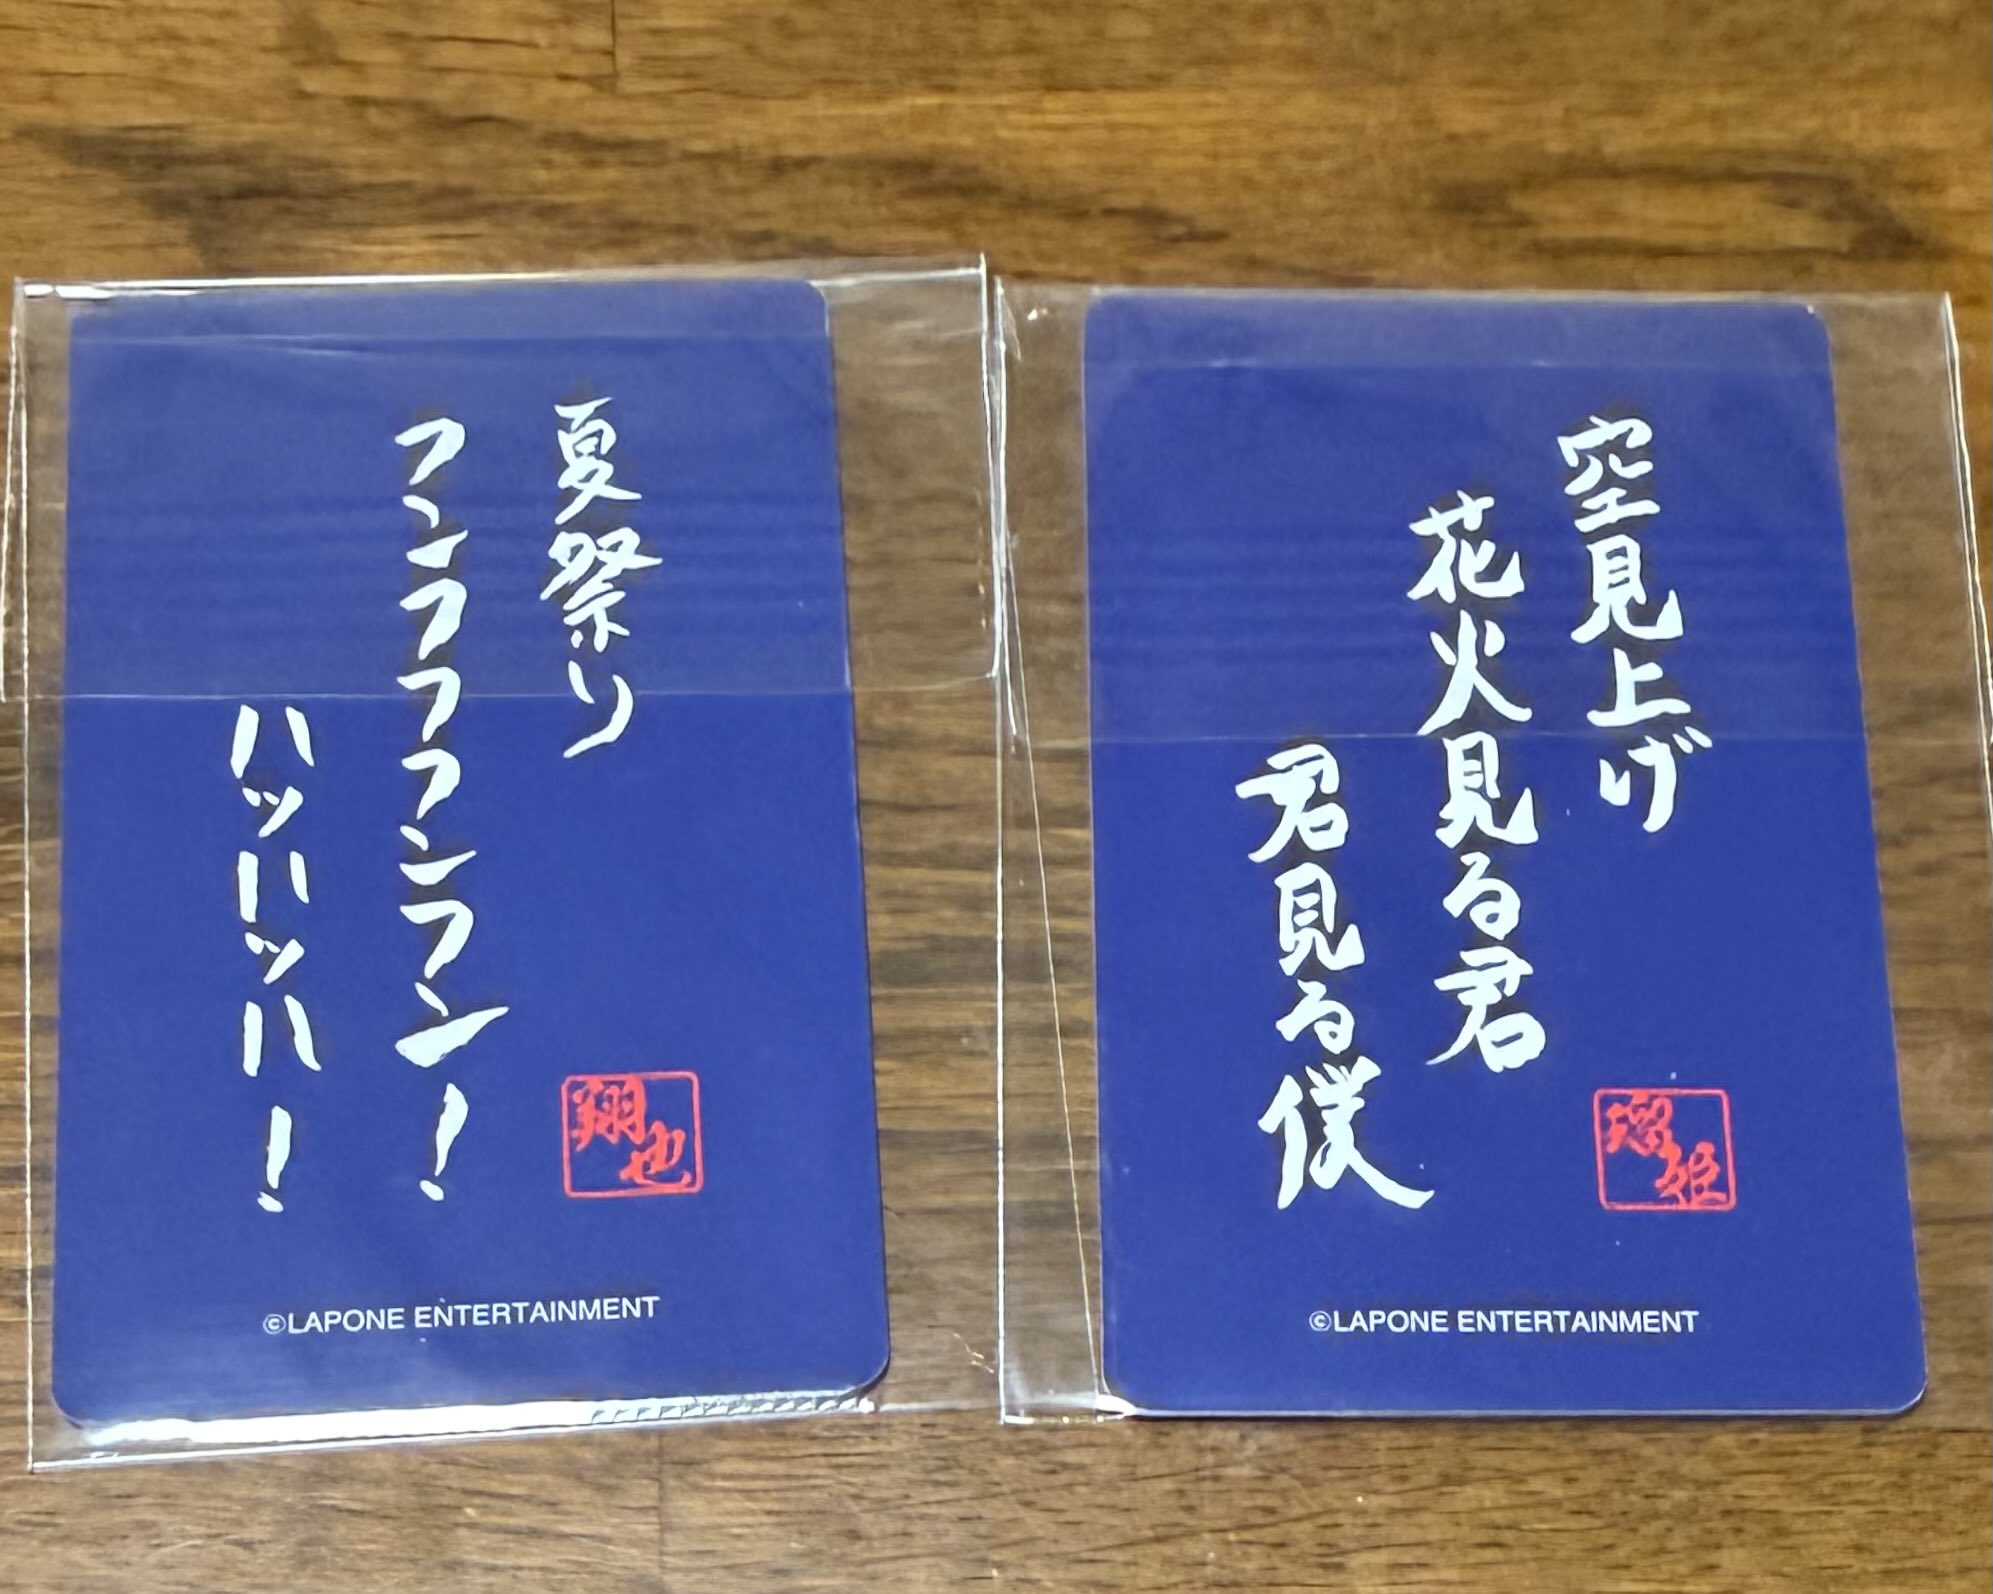 夏祭り
フンフフフンフン！
ハッハッハ！
翔也
©LAPONE ENTERTAINMENT
空見上げ
花火見る君
君見る僕
瑠姫
©LAPONE ENTERTAINMENT